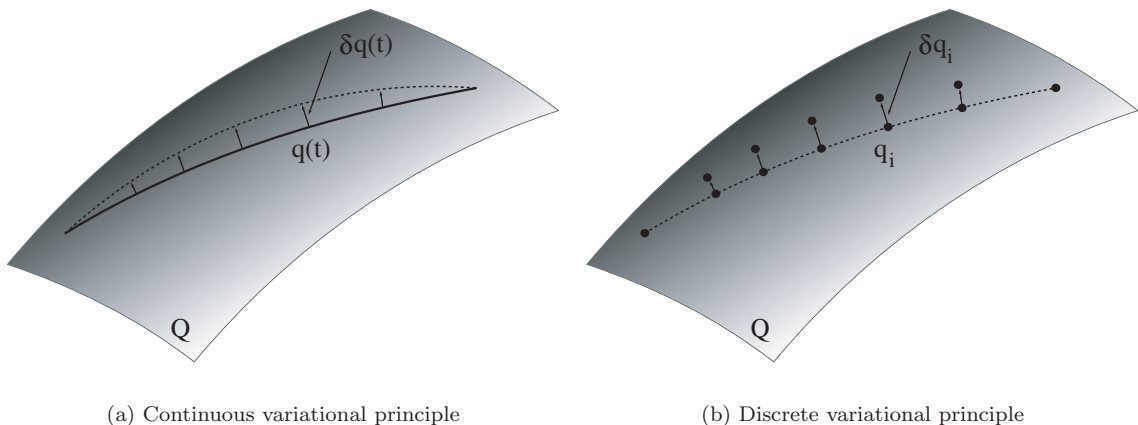 δq(t)
q(t)
Q
(a) Continuous variational principle
δq_i
q_i
Q
(b) Discrete variational principle